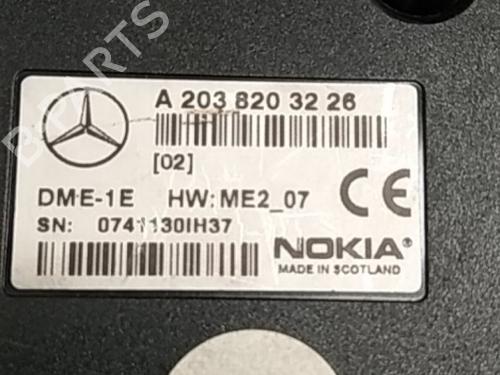 B-PARTS
A 203 820 32 26
[02]
DME-1E HW: ME2_07
CE
SN: 0741130IH37
NOKIA®
MADE IN SCOTLAND